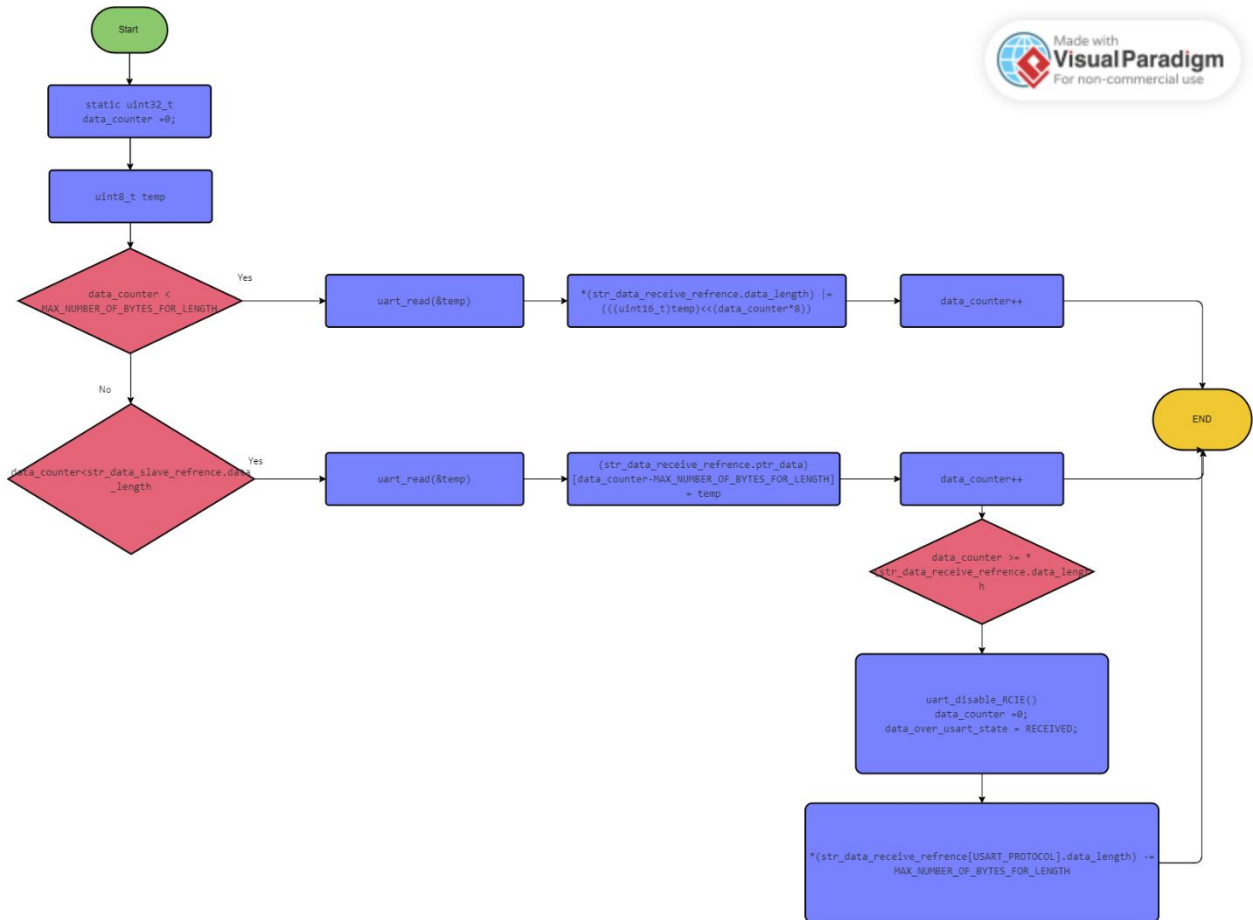 Start
Made with
Visual Paradigm
For non-commercial use
static uint32_t
data_counter =0;
uint8_t temp
data_counter <
MAX_NUMBER_OF_BYTES_FOR_LENGTH
Yes
uart_read(&temp)
*(str_data_receive_refrence.data_length) |=
(((uint16_t)temp)<<(data_counter*8))
data_counter++
No
END
data_counter<str_data_slave_refrence.data
_length
Yes
uart_read(&temp)
(str_data_receive_refrence.ptr_data)
[data_counter-MAX_NUMBER_OF_BYTES_FOR_LENGTH]
= temp
data_counter++
data_counter >= *
(str_data_receive_refrence.data_lengt
h
uart_disable_RCIE()
data_counter =0;
data_over_usart_state = RECEIVED;
*(str_data_receive_refrence[USART_PROTOCOL].data_length) -=
MAX_NUMBER_OF_BYTES_FOR_LENGTH